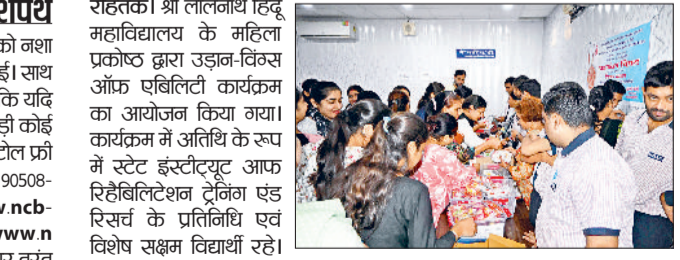 शपथ
को नशा
ई। साथ
कि यदि
ड़ी कोई
टोल फ्री
90508-
.ncb-
www.n
रोहतक। श्री लालनाथ हिंदू
महाविद्यालय के महिला
प्रकोष्ठ द्वारा उड़ान-विंग्स
ऑफ एबिलिटी कार्यक्रम
का आयोजन किया गया।
कार्यक्रम में अतिथि के रूप
में स्टेट इंस्टीट्यूट आफ
रिहैबिलिटेशन ट्रेनिंग एंड
रिसर्च के प्रतिनिधि एवं
विशेष सक्षम विद्यार्थी रहे।